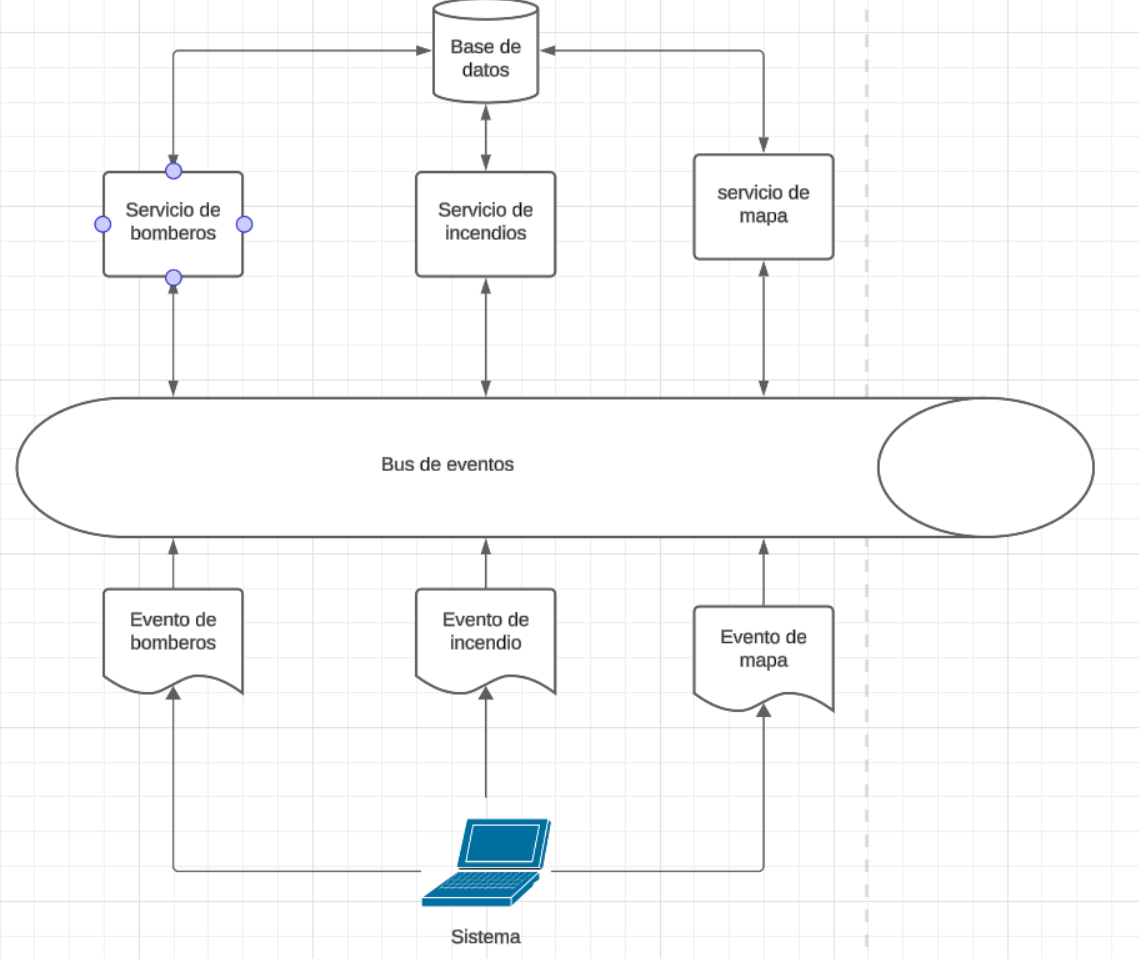 Base de
datos
Servicio de
bomberos
Servicio de
incendios
servicio de
mapa
Bus de eventos
Evento de
bomberos
Evento de
incendio
Evento de
mapa
Sistema